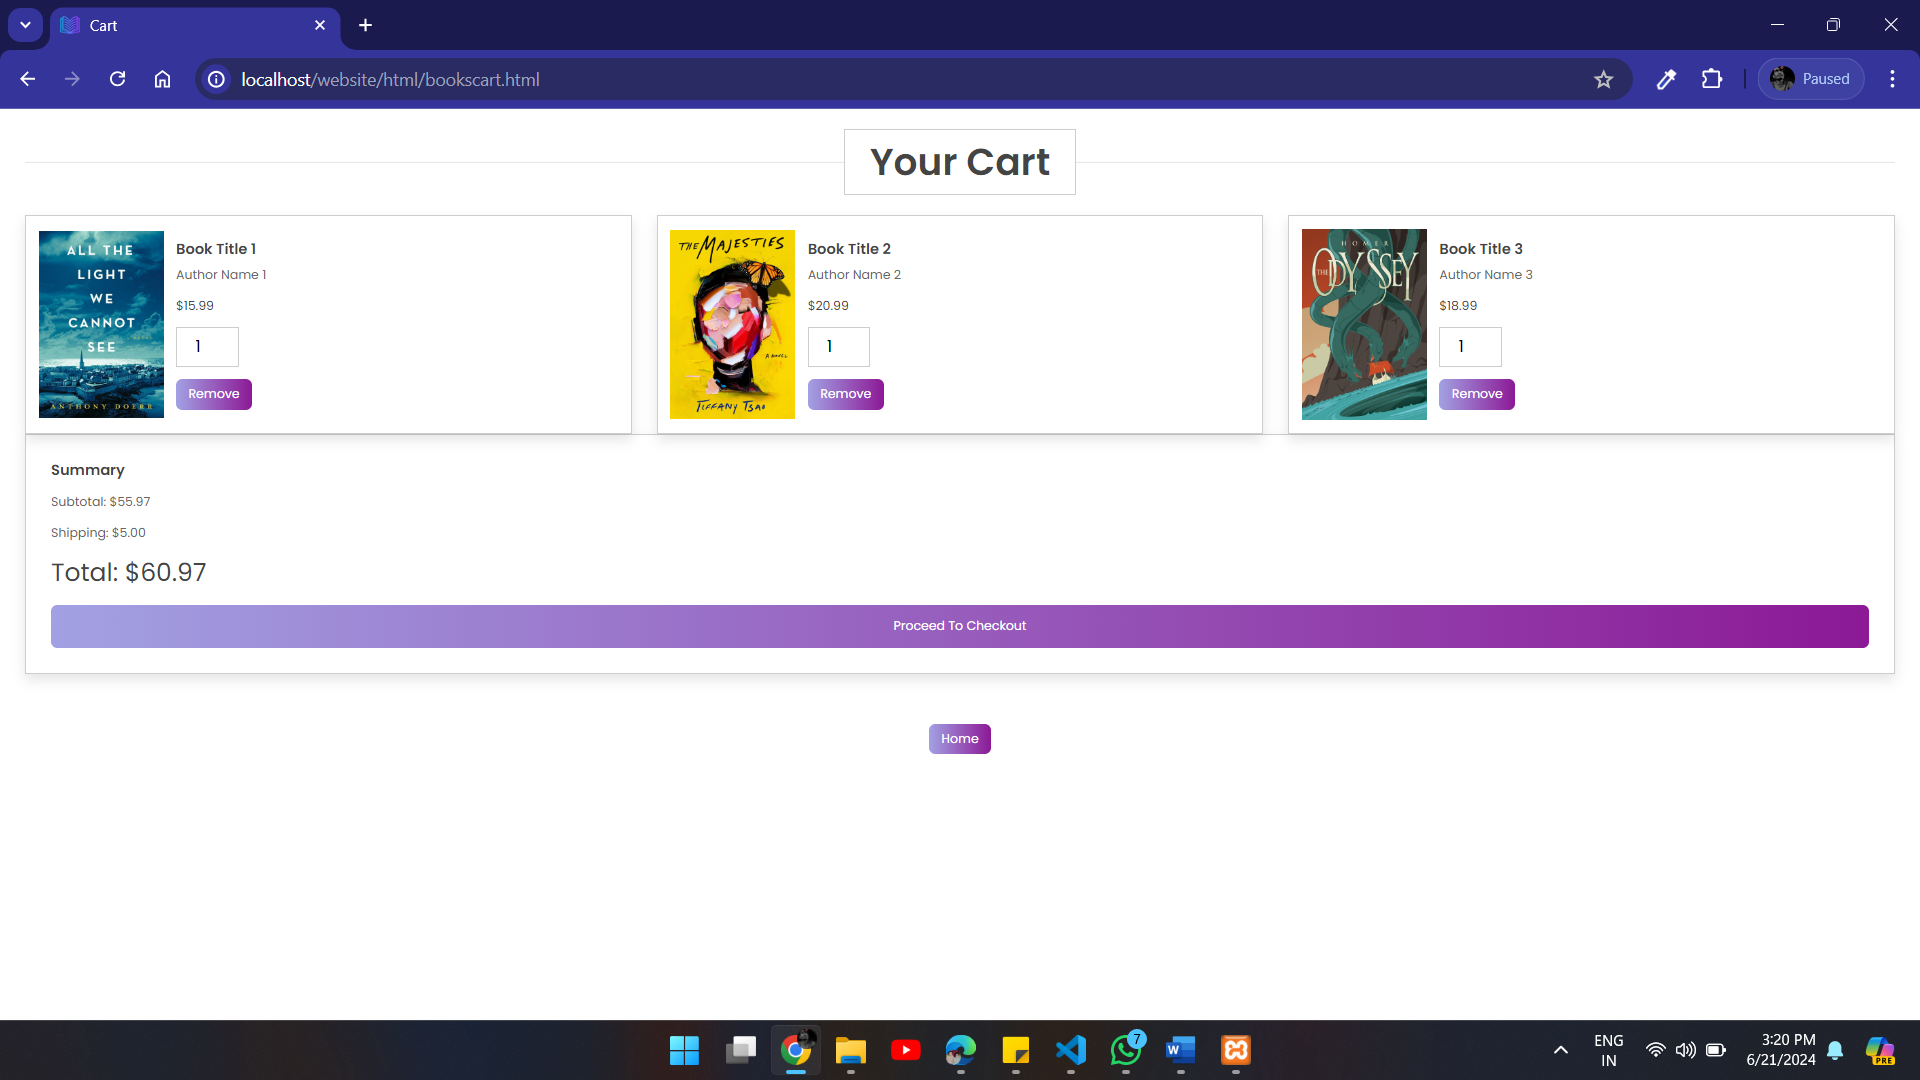 Cart
localhost/website/html/bookscart.html
Paused
Your Cart
ALL THE
LIGHT
WE
CANNOT
SEE
ANTHONY DOERR
Book Title 1
Author Name 1
$15.99
1
Remove
THE MAJESTIES
A NOVEL
TIFFANY TSAO
Book Title 2
Author Name 2
$20.99
1
Remove
HOMER
THE ODYSSEY
Book Title 3
Author Name 3
$18.99
1
Remove
Summary
Subtotal: $55.97
Shipping: $5.00
Total: $60.97
Proceed To Checkout
Home
7
W
ENG
IN
3:20 PM
6/21/2024
PRE